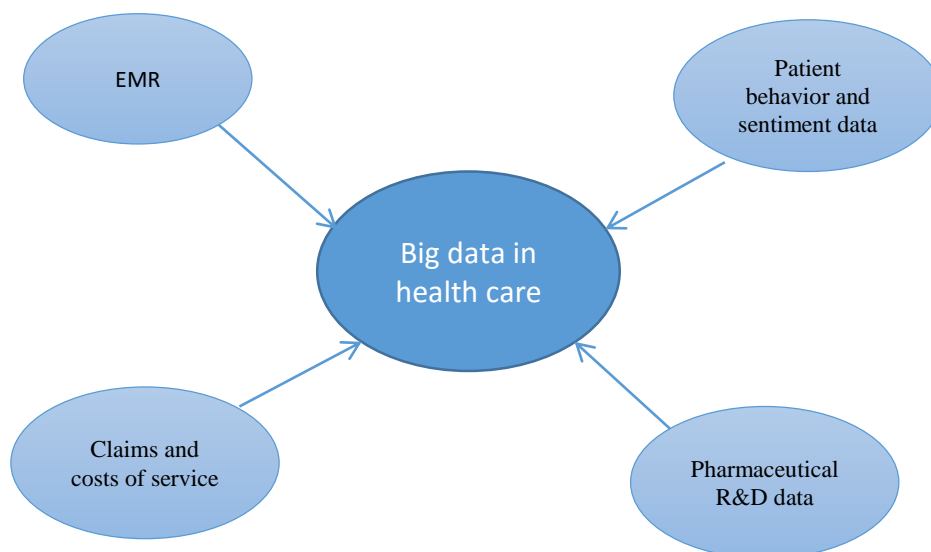 EMR
Patient
behavior and
sentiment data
Big data in
health care
Claims and
costs of service
Pharmaceutical
R&D data